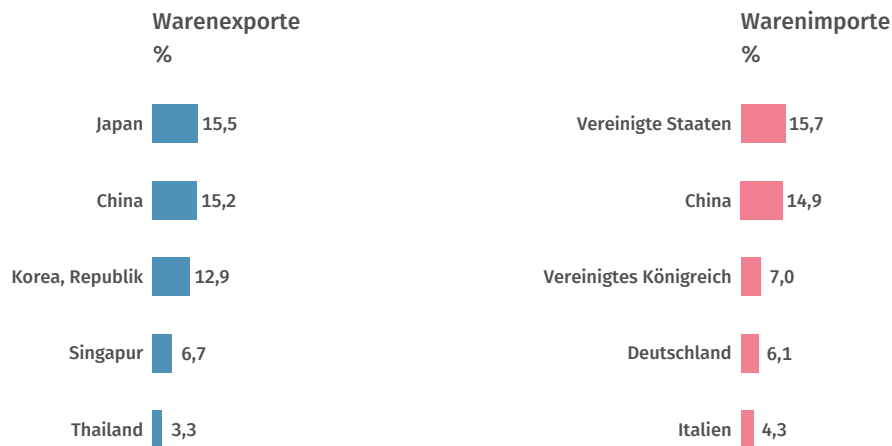 Warenexporte
%
Japan 15,5
China 15,2
Korea, Republik 12,9
Singapur 6,7
Thailand 3,3
Warenimporte
%
Vereinigte Staaten 15,7
China 14,9
Vereinigtes Königreich 7,0
Deutschland 6,1
Italien 4,3